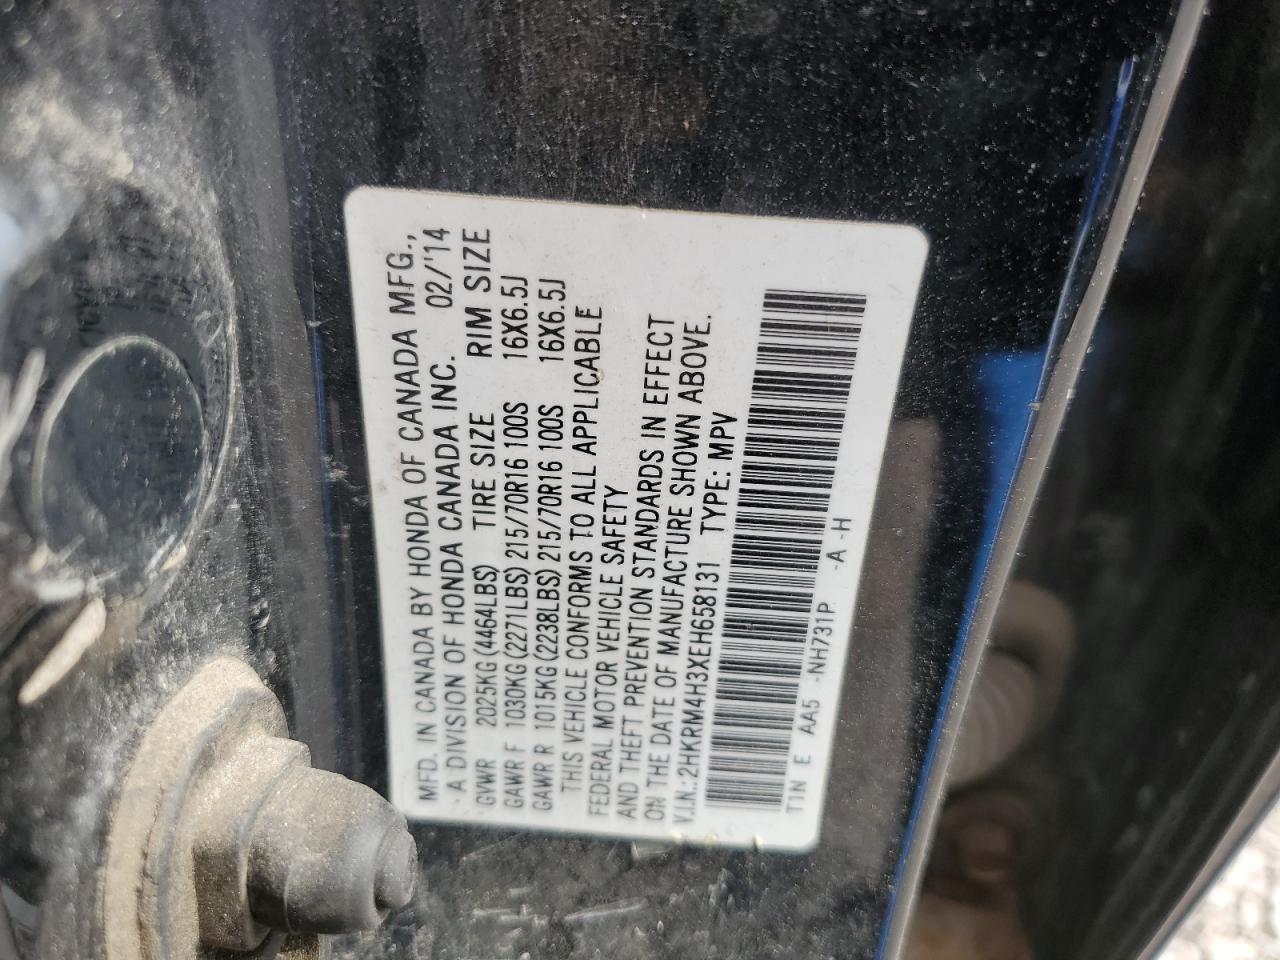 MFD. IN CANADA BY HONDA OF CANADA MFG.,
A DIVISION OF HONDA CANADA INC. 02/'14
GVWR 2025KG (4464LBS) TIRE SIZE RIM SIZE
GAWR F 1030KG (2271LBS) 215/70R16 100S 16X6.5J
GAWR R 1015KG (2238LBS) 215/70R16 100S 16X6.5J
THIS VEHICLE CONFORMS TO ALL APPLICABLE
FEDERAL MOTOR VEHICLE SAFETY
AND THEFT PREVENTION STANDARDS IN EFFECT
ON THE DATE OF MANUFACTURE SHOWN ABOVE.
V.I.N.:2HKRM4H3XEH658131 TYPE: MPV
T1N E AA5 -NH731P -A -H